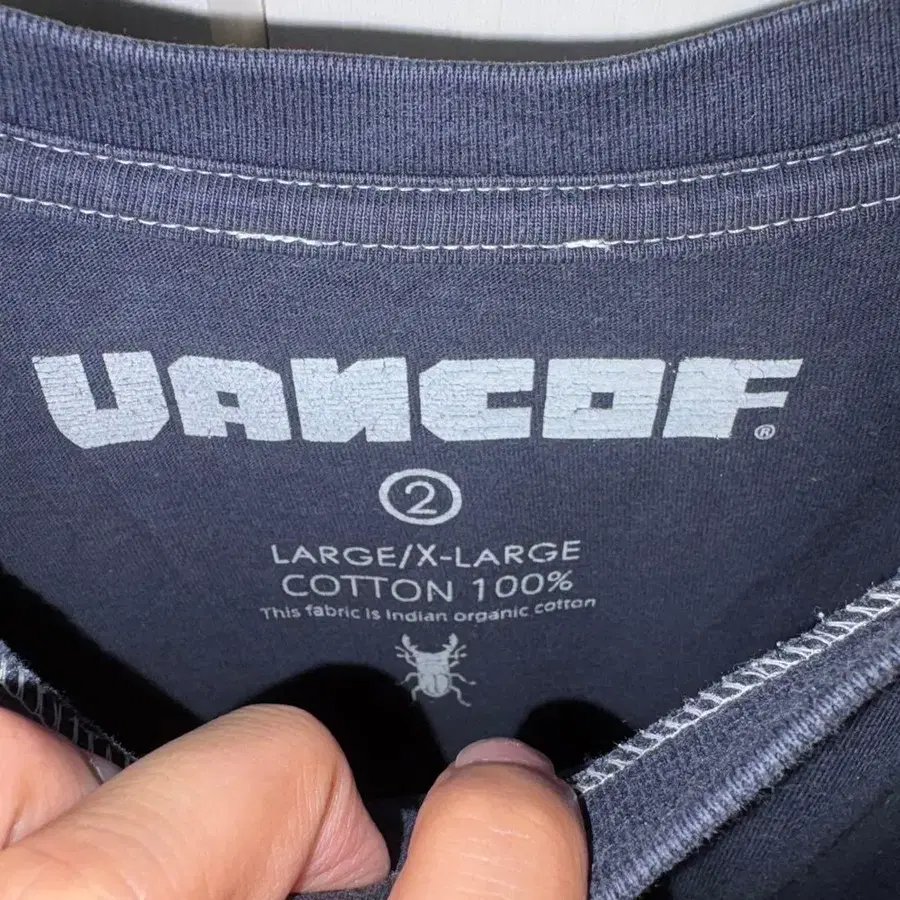 VANCOF®
2
LARGE/X-LARGE
COTTON 100%
This fabric is Indian organic cotton